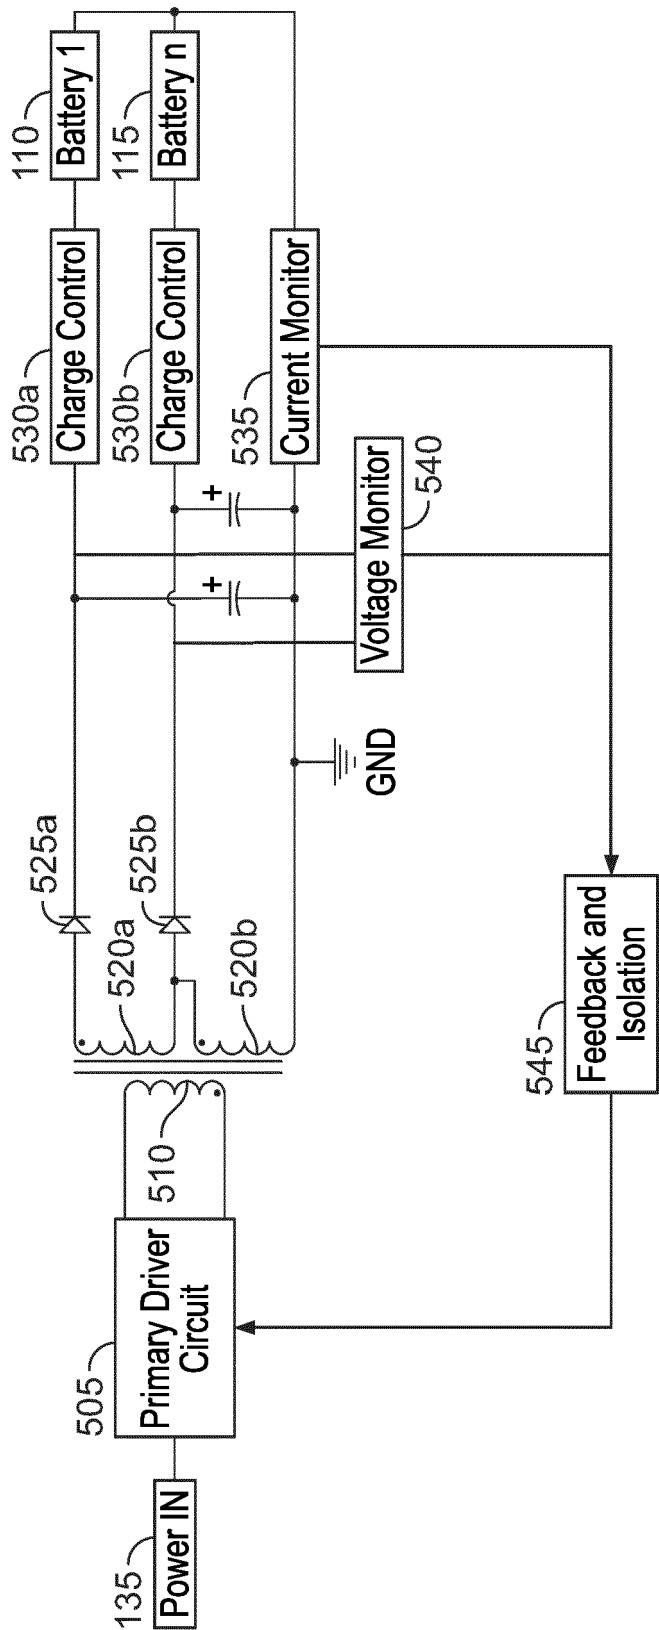 135
Power IN
505
Primary Driver
Circuit
510
520a
520b
525a
525b
GND
+
+
530a
Charge Control
530b
Charge Control
535
Current Monitor
540
Voltage Monitor
110
Battery 1
115
Battery n
545
Feedback and
Isolation